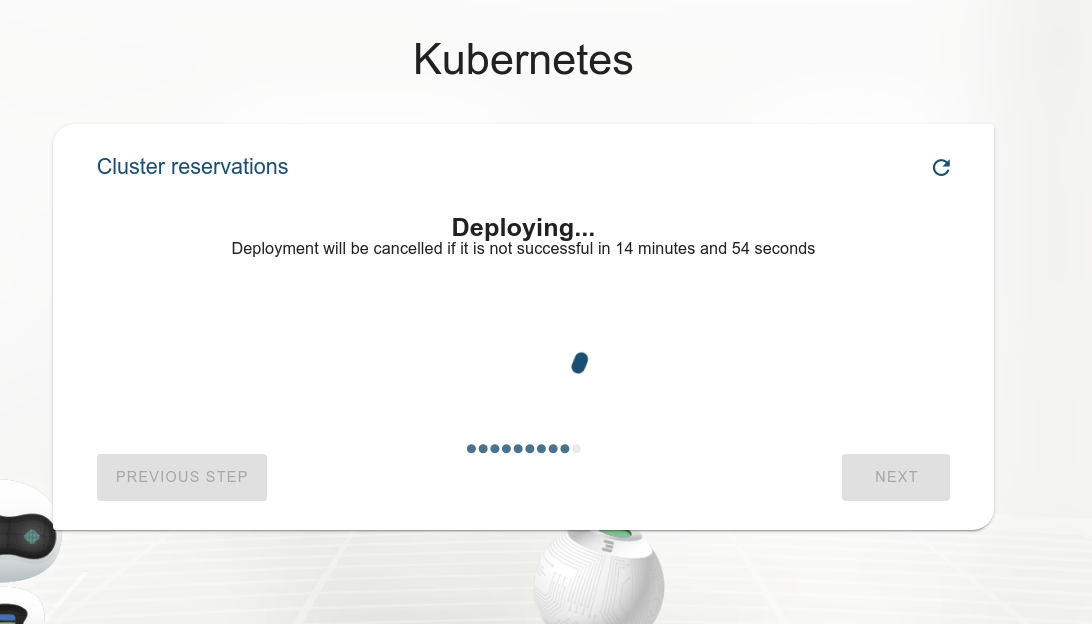 Kubernetes
Cluster reservations
Deploying...
Deployment will be cancelled if it is not successful in 14 minutes and 54 seconds
PREVIOUS STEP
NEXT